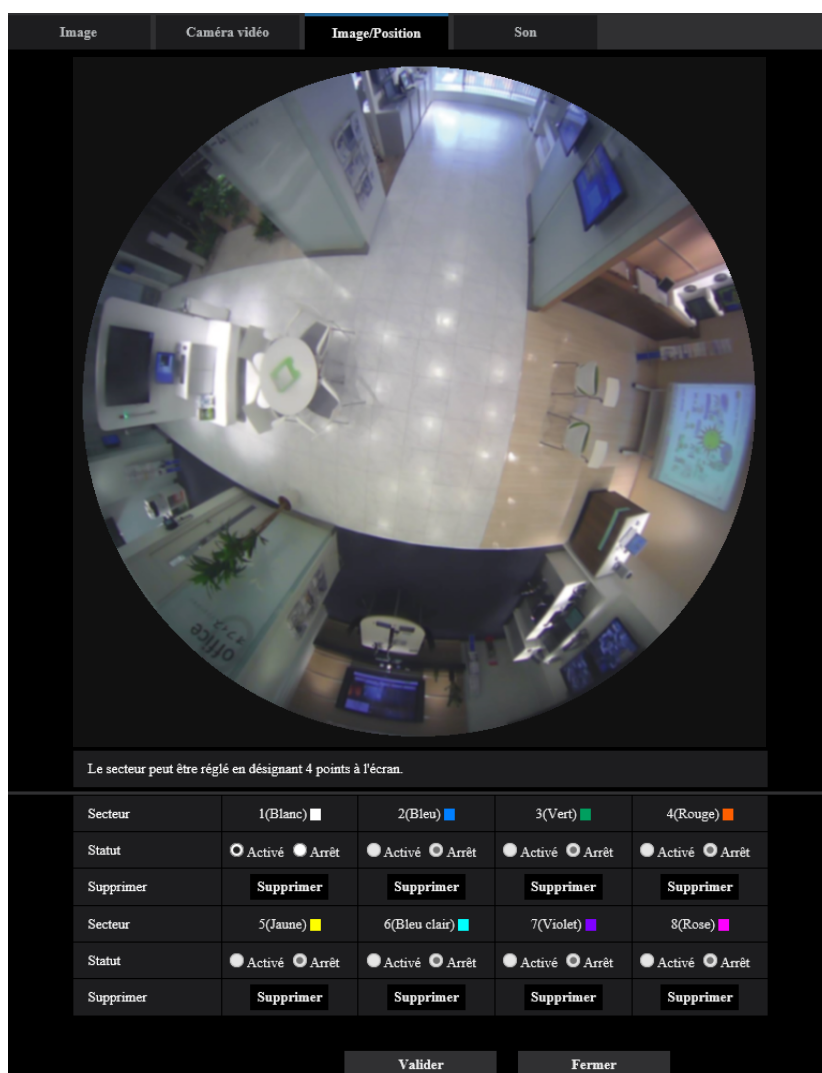 Image Caméra vidéo Image/Position Son
office
Le secteur peut être réglé en désignant 4 points à l'écran.
Secteur 1(Blanc) 2(Bleu) 3(Vert) 4(Rouge)
Statut Activé Arrêt Activé Arrêt Activé Arrêt Activé Arrêt
Supprimer Supprimer Supprimer Supprimer Supprimer
Secteur 5(Jaune) 6(Bleu clair) 7(Violet) 8(Rose)
Statut Activé Arrêt Activé Arrêt Activé Arrêt Activé Arrêt
Supprimer Supprimer Supprimer Supprimer Supprimer
Valider Fermer